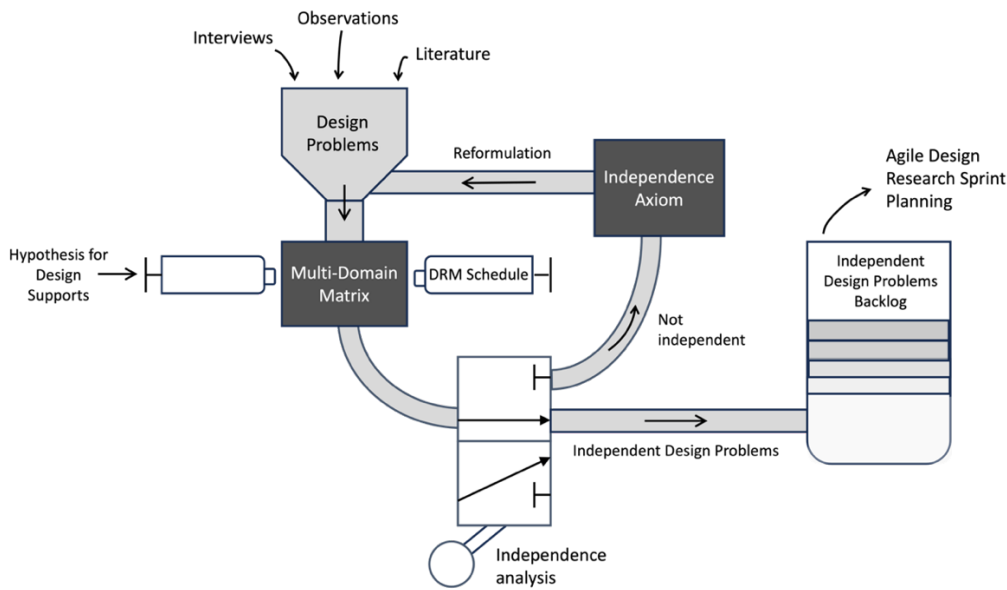 Observations
Interviews
Literature
Design
Problems
Reformulation
Independence
Axiom
Agile Design
Research Sprint
Planning
Hypothesis for
Design
Supports
Multi-Domain
Matrix
DRM Schedule
Independent
Design Problems
Backlog
Not
independent
Independent Design Problems
Independence
analysis